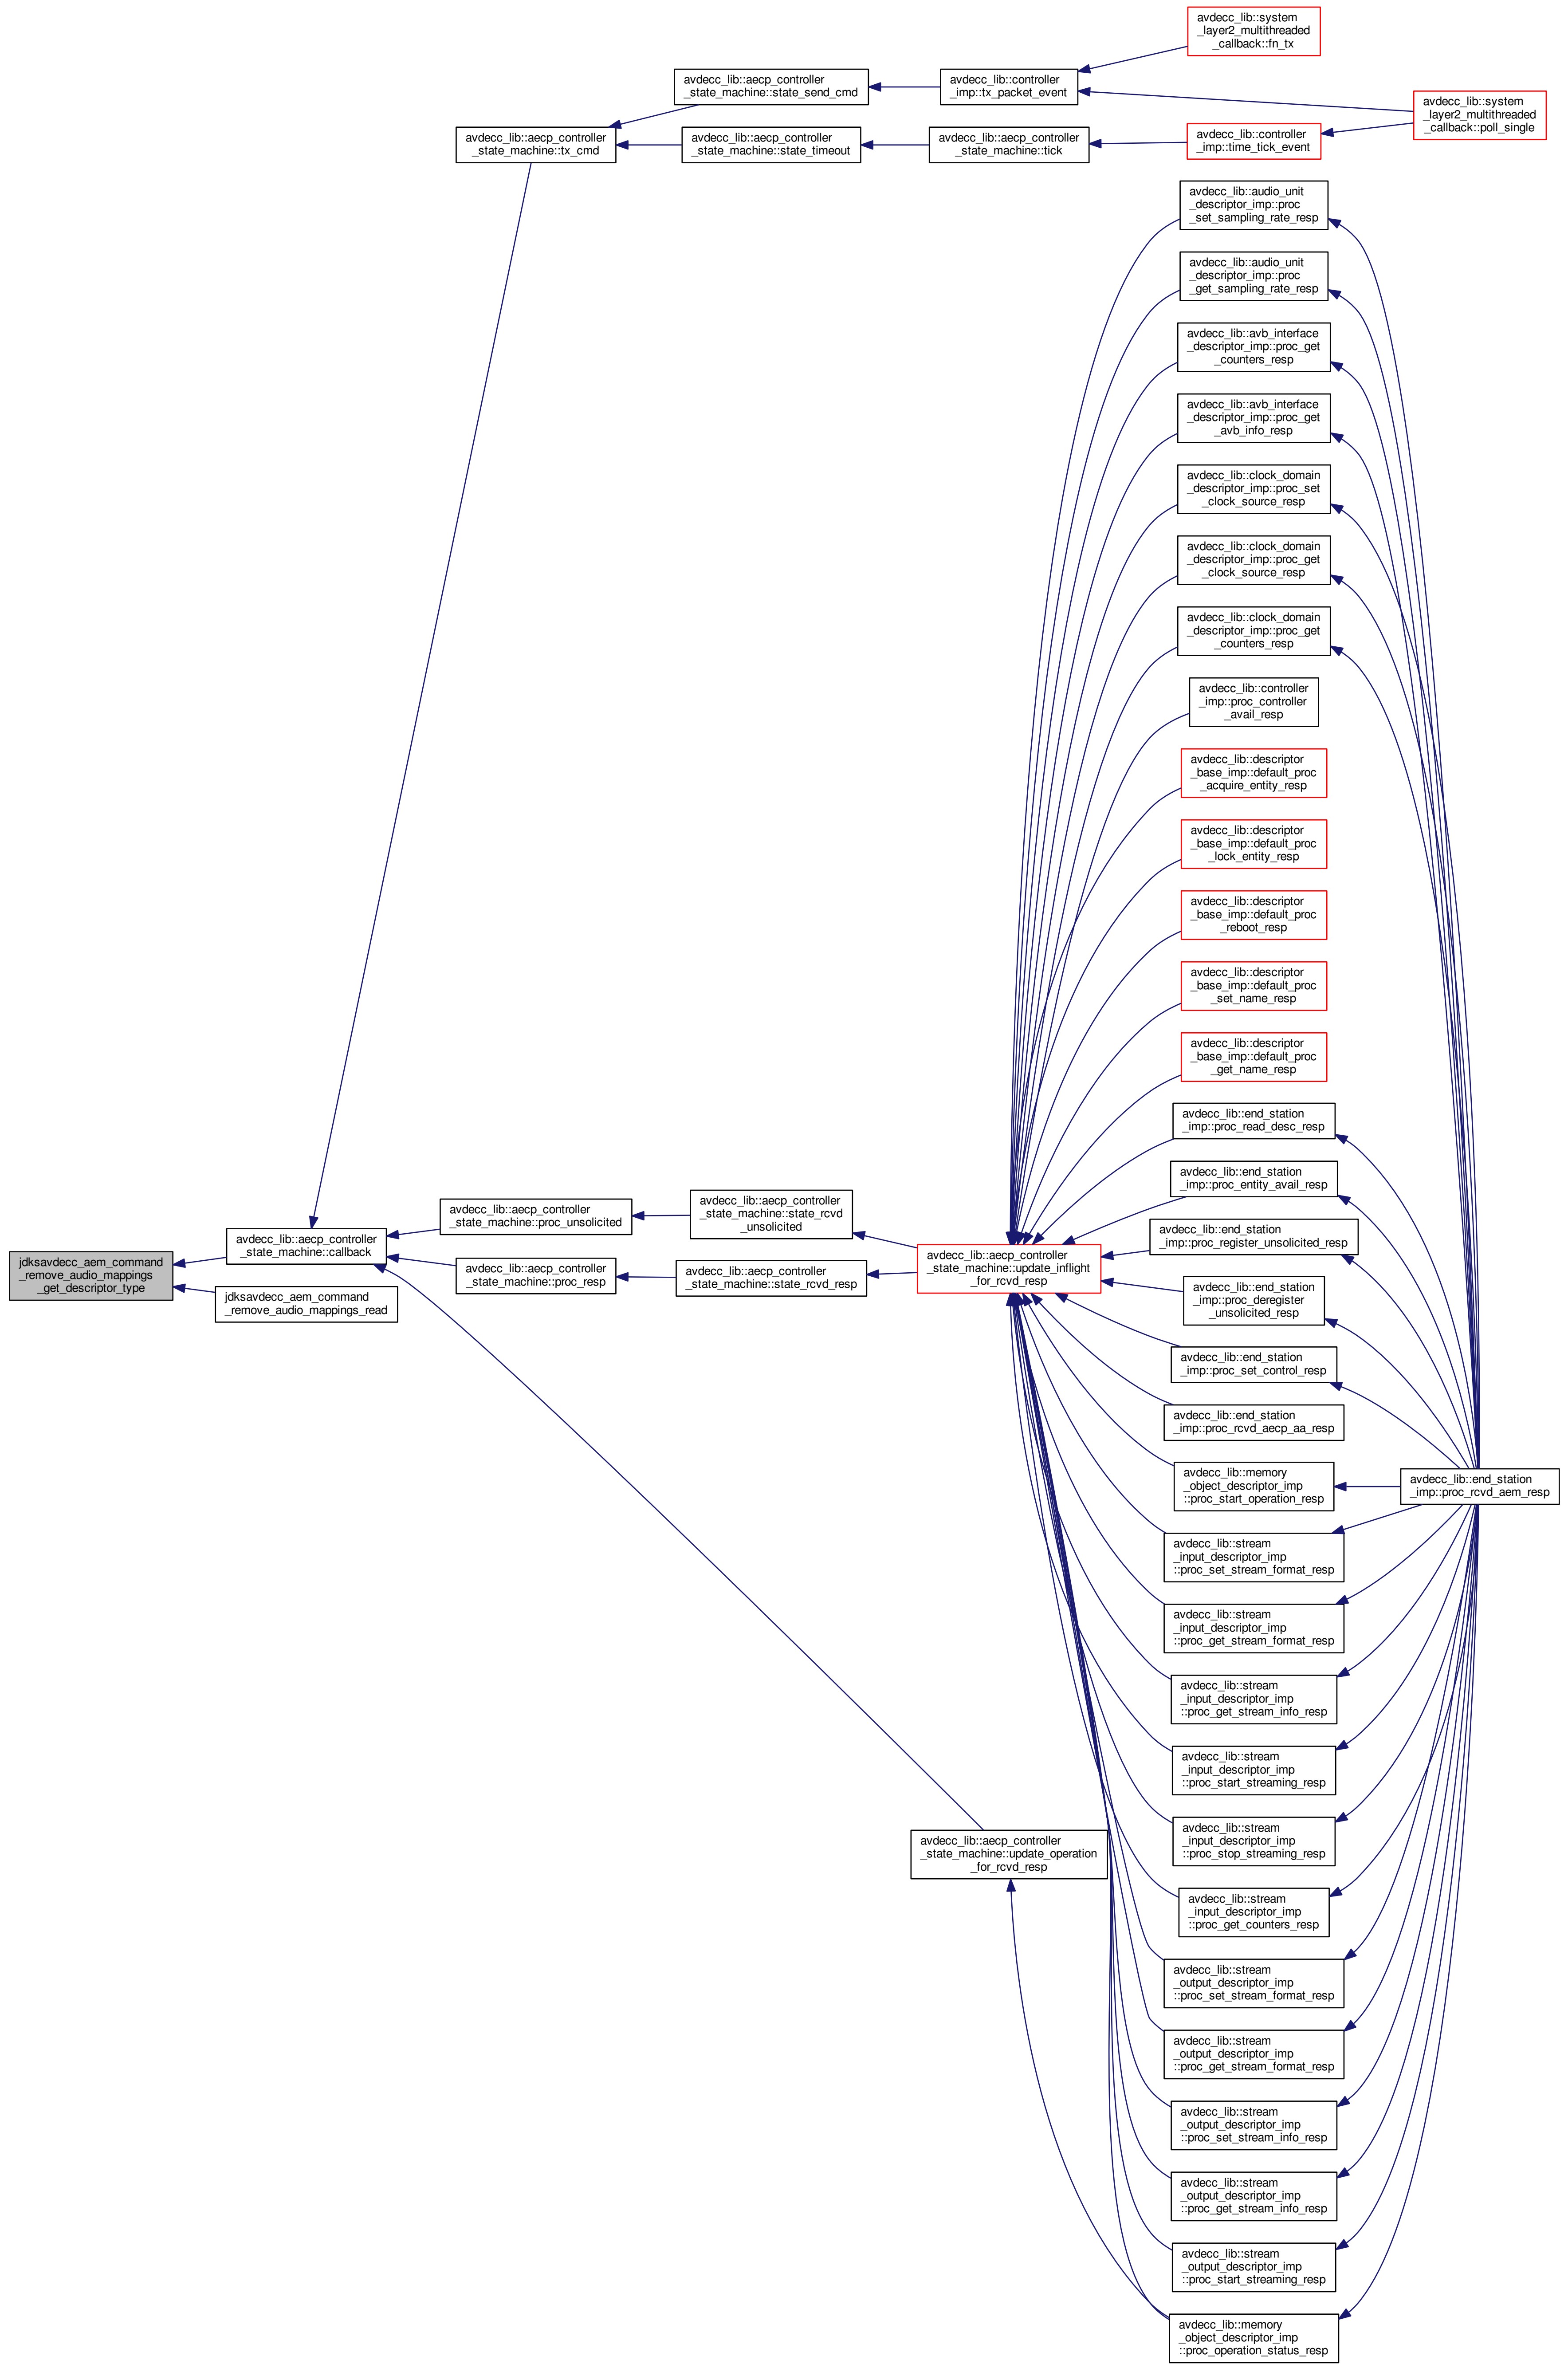 avdecc_lib::system
_layer2_multithreaded
_callback::fn_tx
avdecc_lib::aecp_controller
_state_machine::state_send_cmd
avdecc_lib::controller
_imp::tx_packet_event
avdecc_lib::system
_layer2_multithreaded
_callback::poll_single
avdecc_lib::aecp_controller
_state_machine::tx_cmd
avdecc_lib::aecp_controller
_state_machine::state_timeout
avdecc_lib::aecp_controller
_state_machine::tick
avdecc_lib::controller
_imp::time_tick_event
avdecc_lib::audio_unit
_descriptor_imp::proc
_set_sampling_rate_resp
avdecc_lib::audio_unit
_descriptor_imp::proc
_get_sampling_rate_resp
avdecc_lib::avb_interface
_descriptor_imp::proc_get
_counters_resp
avdecc_lib::avb_interface
_descriptor_imp::proc_get
_avb_info_resp
avdecc_lib::clock_domain
_descriptor_imp::proc_set
_clock_source_resp
avdecc_lib::clock_domain
_descriptor_imp::proc_get
_clock_source_resp
avdecc_lib::clock_domain
_descriptor_imp::proc_get
_counters_resp
avdecc_lib::controller
_imp::proc_controller
_avail_resp
avdecc_lib::descriptor
_base_imp::default_proc
_acquire_entity_resp
avdecc_lib::descriptor
_base_imp::default_proc
_lock_entity_resp
avdecc_lib::descriptor
_base_imp::default_proc
_reboot_resp
avdecc_lib::descriptor
_base_imp::default_proc
_set_name_resp
avdecc_lib::descriptor
_base_imp::default_proc
_get_name_resp
avdecc_lib::end_station
_imp::proc_read_desc_resp
avdecc_lib::end_station
_imp::proc_entity_avail_resp
avdecc_lib::aecp_controller
_state_machine::proc_unsolicited
avdecc_lib::aecp_controller
_state_machine::state_rcvd
_unsolicited
avdecc_lib::end_station
_imp::proc_register_unsolicited_resp
jdksavdecc_aem_command
_remove_audio_mappings
_get_descriptor_type
avdecc_lib::aecp_controller
_state_machine::callback
avdecc_lib::aecp_controller
_state_machine::proc_resp
avdecc_lib::aecp_controller
_state_machine::state_rcvd_resp
avdecc_lib::aecp_controller
_state_machine::update_inflight
_for_rcvd_resp
avdecc_lib::end_station
_imp::proc_deregister
_unsolicited_resp
jdksavdecc_aem_command
_remove_audio_mappings_read
avdecc_lib::end_station
_imp::proc_set_control_resp
avdecc_lib::end_station
_imp::proc_rcvd_aecp_aa_resp
avdecc_lib::memory
_object_descriptor_imp
::proc_start_operation_resp
avdecc_lib::end_station
_imp::proc_rcvd_aem_resp
avdecc_lib::stream
_input_descriptor_imp
::proc_set_stream_format_resp
avdecc_lib::stream
_input_descriptor_imp
::proc_get_stream_format_resp
avdecc_lib::stream
_input_descriptor_imp
::proc_get_stream_info_resp
avdecc_lib::stream
_input_descriptor_imp
::proc_start_streaming_resp
avdecc_lib::stream
_input_descriptor_imp
::proc_stop_streaming_resp
avdecc_lib::aecp_controller
_state_machine::update_operation
_for_rcvd_resp
avdecc_lib::stream
_input_descriptor_imp
::proc_get_counters_resp
avdecc_lib::stream
_output_descriptor_imp
::proc_set_stream_format_resp
avdecc_lib::stream
_output_descriptor_imp
::proc_get_stream_format_resp
avdecc_lib::stream
_output_descriptor_imp
::proc_set_stream_info_resp
avdecc_lib::stream
_output_descriptor_imp
::proc_get_stream_info_resp
avdecc_lib::stream
_output_descriptor_imp
::proc_start_streaming_resp
avdecc_lib::memory
_object_descriptor_imp
::proc_operation_status_resp